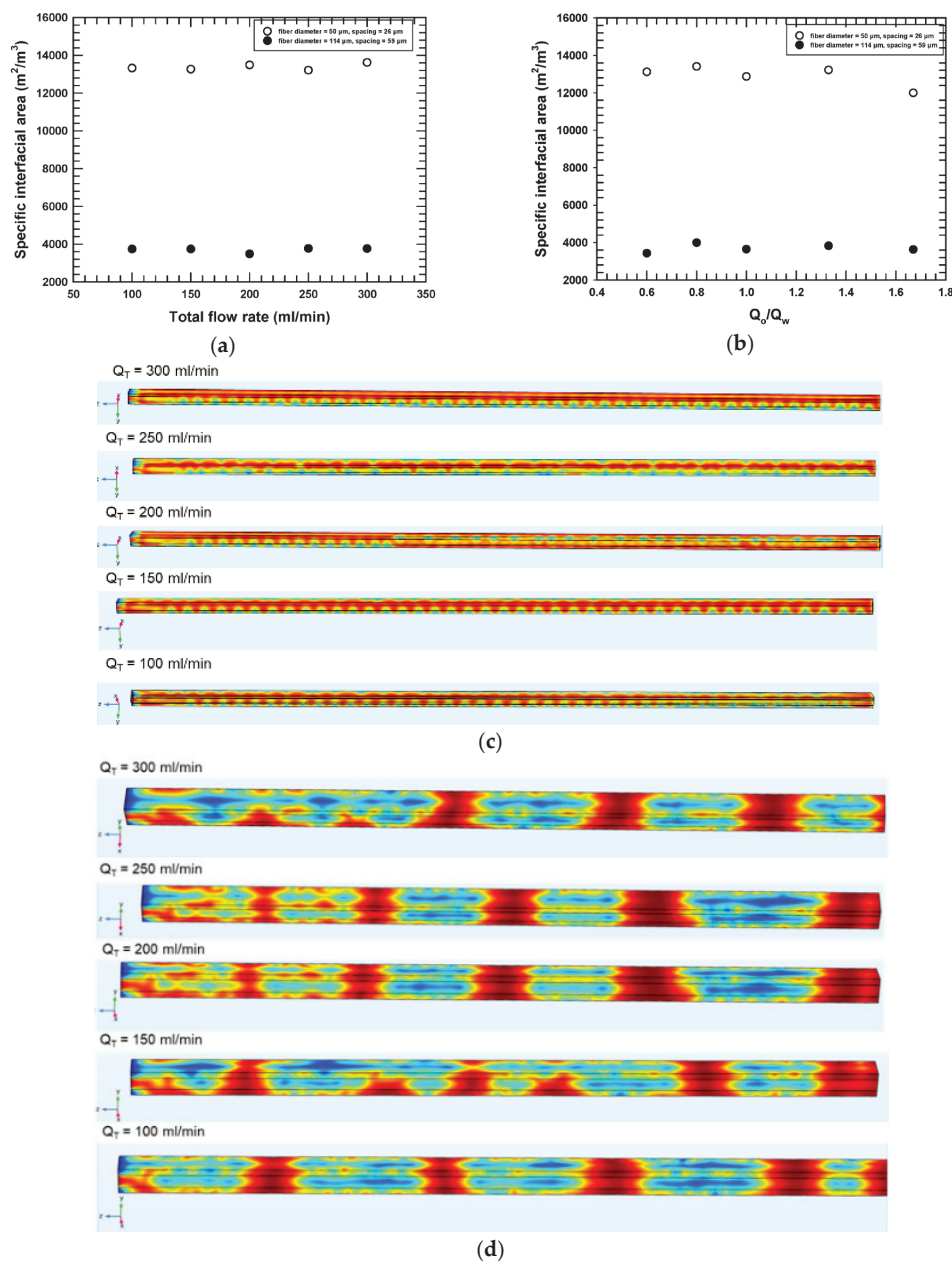 16000
14000
12000
10000
8000
6000
4000
2000
Specific interfacial area (m²/m³)
fiber diameter = 50 µm, spacing = 26 µm
fiber diameter = 114 µm, spacing = 59 µm
50 100 150 200 250 300 350
Total flow rate (ml/min)
(a)
16000
14000
12000
10000
8000
6000
4000
2000
Specific interfacial area (m²/m³)
fiber diameter = 50 µm, spacing = 26 µm
fiber diameter = 114 µm, spacing = 59 µm
0.4 0.6 0.8 1.0 1.2 1.4 1.6 1.8
Qo/Qw
(b)
QT = 300 ml/min
QT = 250 ml/min
QT = 200 ml/min
QT = 150 ml/min
QT = 100 ml/min
(c)
QT = 300 ml/min
QT = 250 ml/min
QT = 200 ml/min
QT = 150 ml/min
QT = 100 ml/min
(d)